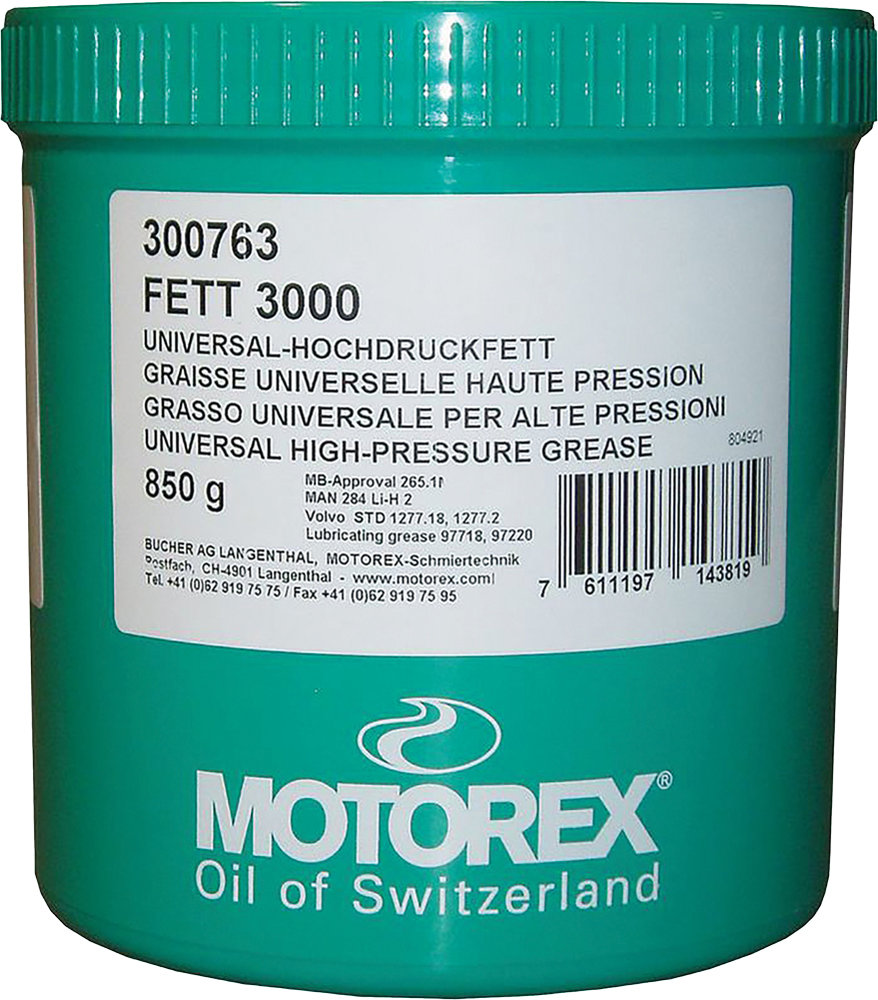 300763
FETT 3000
UNIVERSAL-HOCHDRUCKFETT
GRAISSE UNIVERSELLE HAUTE PRESSION
GRASSO UNIVERSALE PER ALTE PRESSIONI
UNIVERSAL HIGH-PRESSURE GREASE
804921
850 g
MB-Approval 265.1
MAN 284 Li-H 2
Volvo STD 1277.18, 1277.2
Lubricating grease 97718, 97220
BUCHER AG LANGENTHAL, MOTOREX-Schmiertechnik
Postfach, CH-4901 Langenthal - www.motorex.com
Tel. +41 (0)62 919 75 75 / Fax +41 (0)62 919 75 95
7 611197 143819
MOTOREX®
Oil of Switzerland